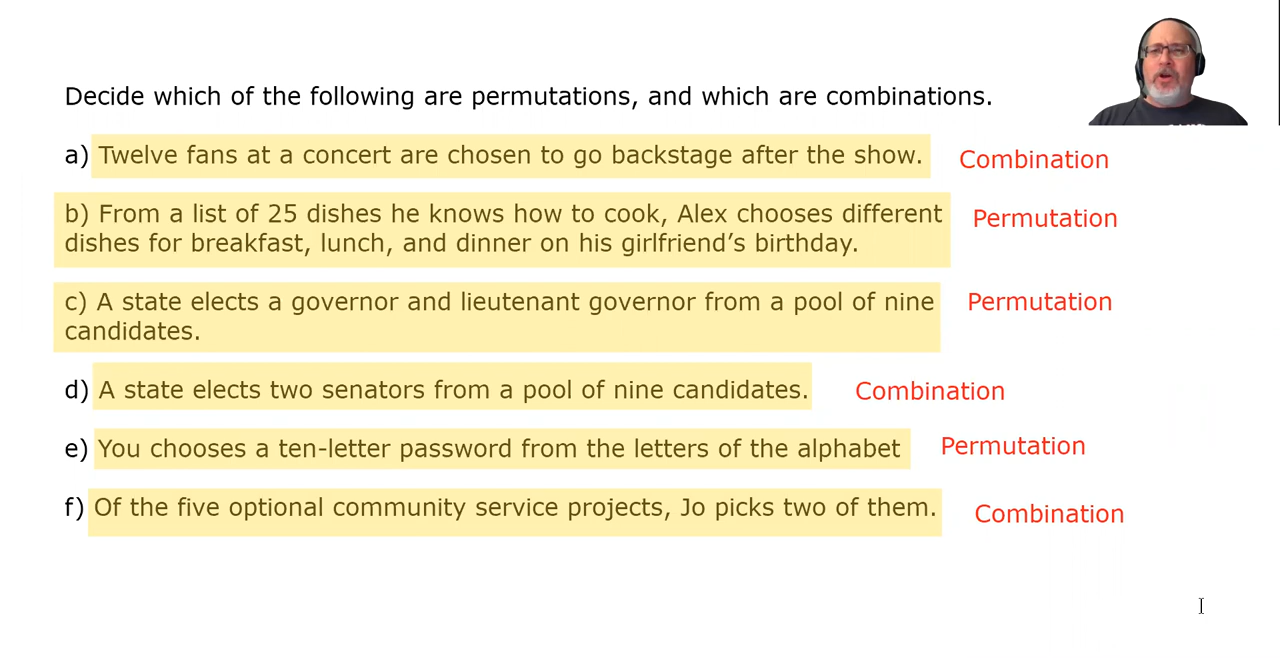 Decide which of the following are permutations, and which are combinations.
a) Twelve fans at a concert are chosen to go backstage after the show. Combination
b) From a list of 25 dishes he knows how to cook, Alex chooses different Permutation
dishes for breakfast, lunch, and dinner on his girlfriend’s birthday.
c) A state elects a governor and lieutenant governor from a pool of nine Permutation
candidates.
d) A state elects two senators from a pool of nine candidates. Combination
e) You chooses a ten-letter password from the letters of the alphabet Permutation
f) Of the five optional community service projects, Jo picks two of them. Combination